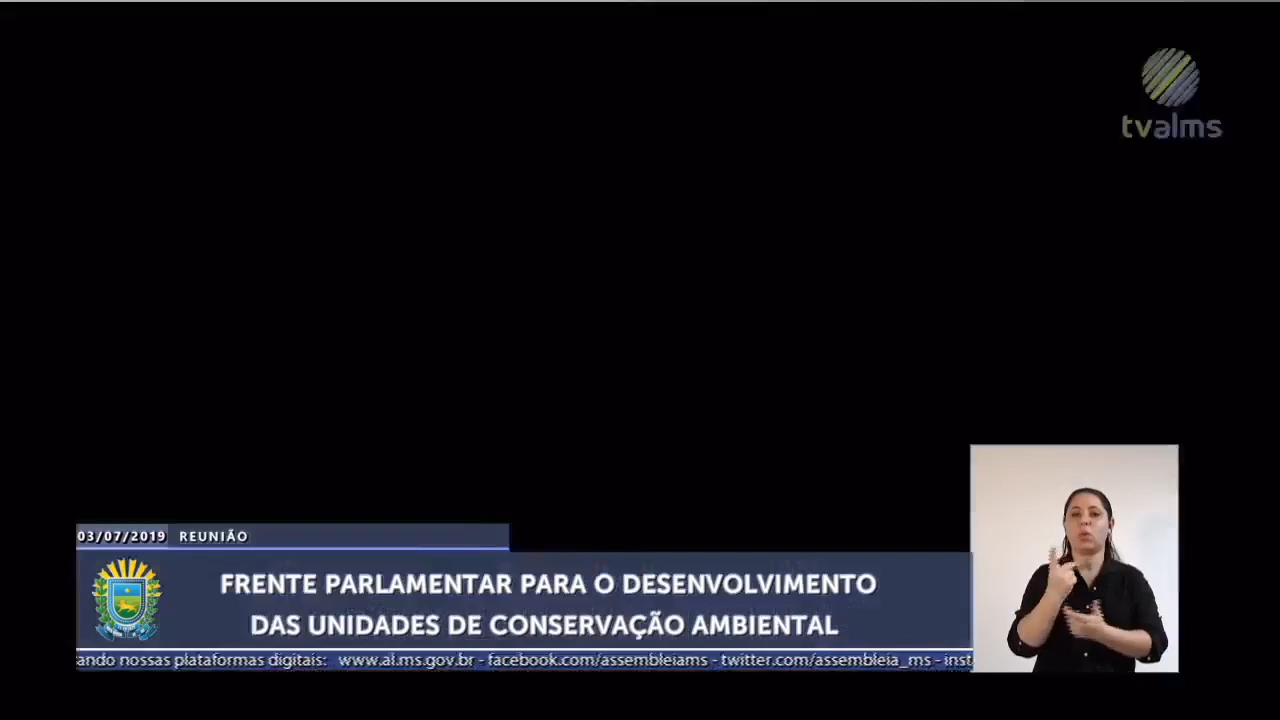 tvalms
03/07/2019 REUNIÃO
FRENTE PARLAMENTAR PARA O DESENVOLVIMENTO
DAS UNIDADES DE CONSERVAÇÃO AMBIENTAL
ando nossas plataformas digitais: www.al.ms.gov.br - facebook.com/assembleiams - twitter.com/assembleia_ms - inst